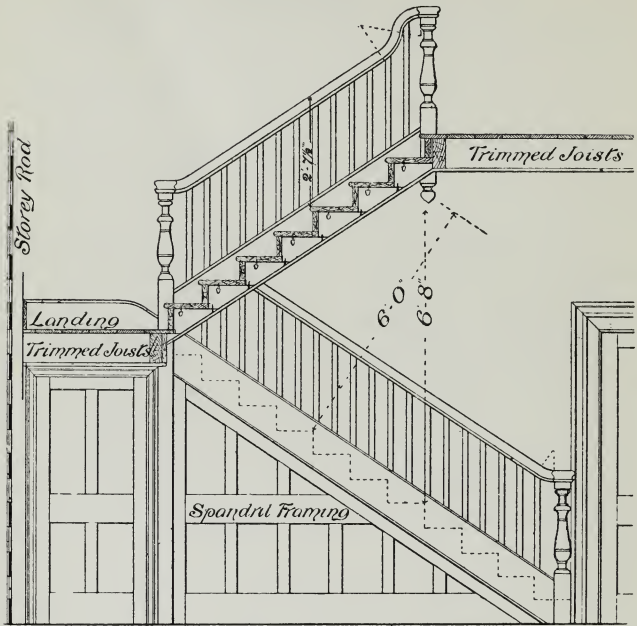 Storey Rod
2'. 7½"
Trimmed Joists
6'·0"
6'·8"
Landing
Trimmed Joists
Spandril Framing